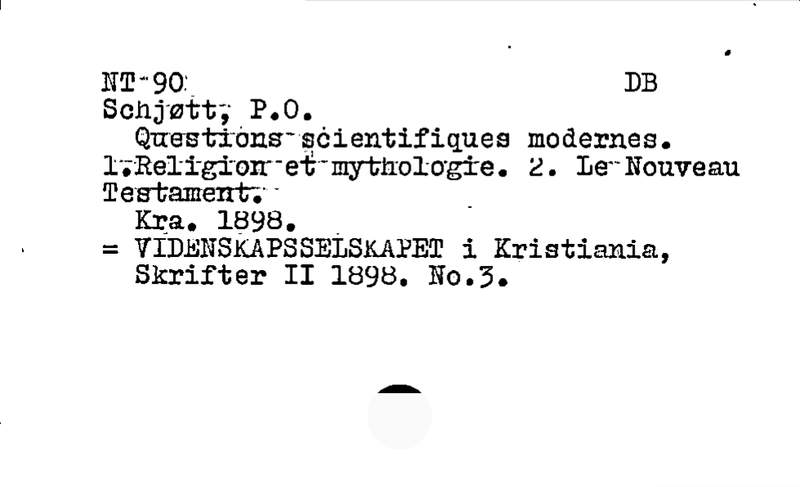 NT-90 DB
Schjøtt, P.O.
Questions scientifiques modernes.
1. Religion et mythologie. 2. Le Nouveau
Testament.
Kra. 1898.
= VIDENSKAPSSELSKAPET i Kristiania,
Skrifter II 1898. No.3.